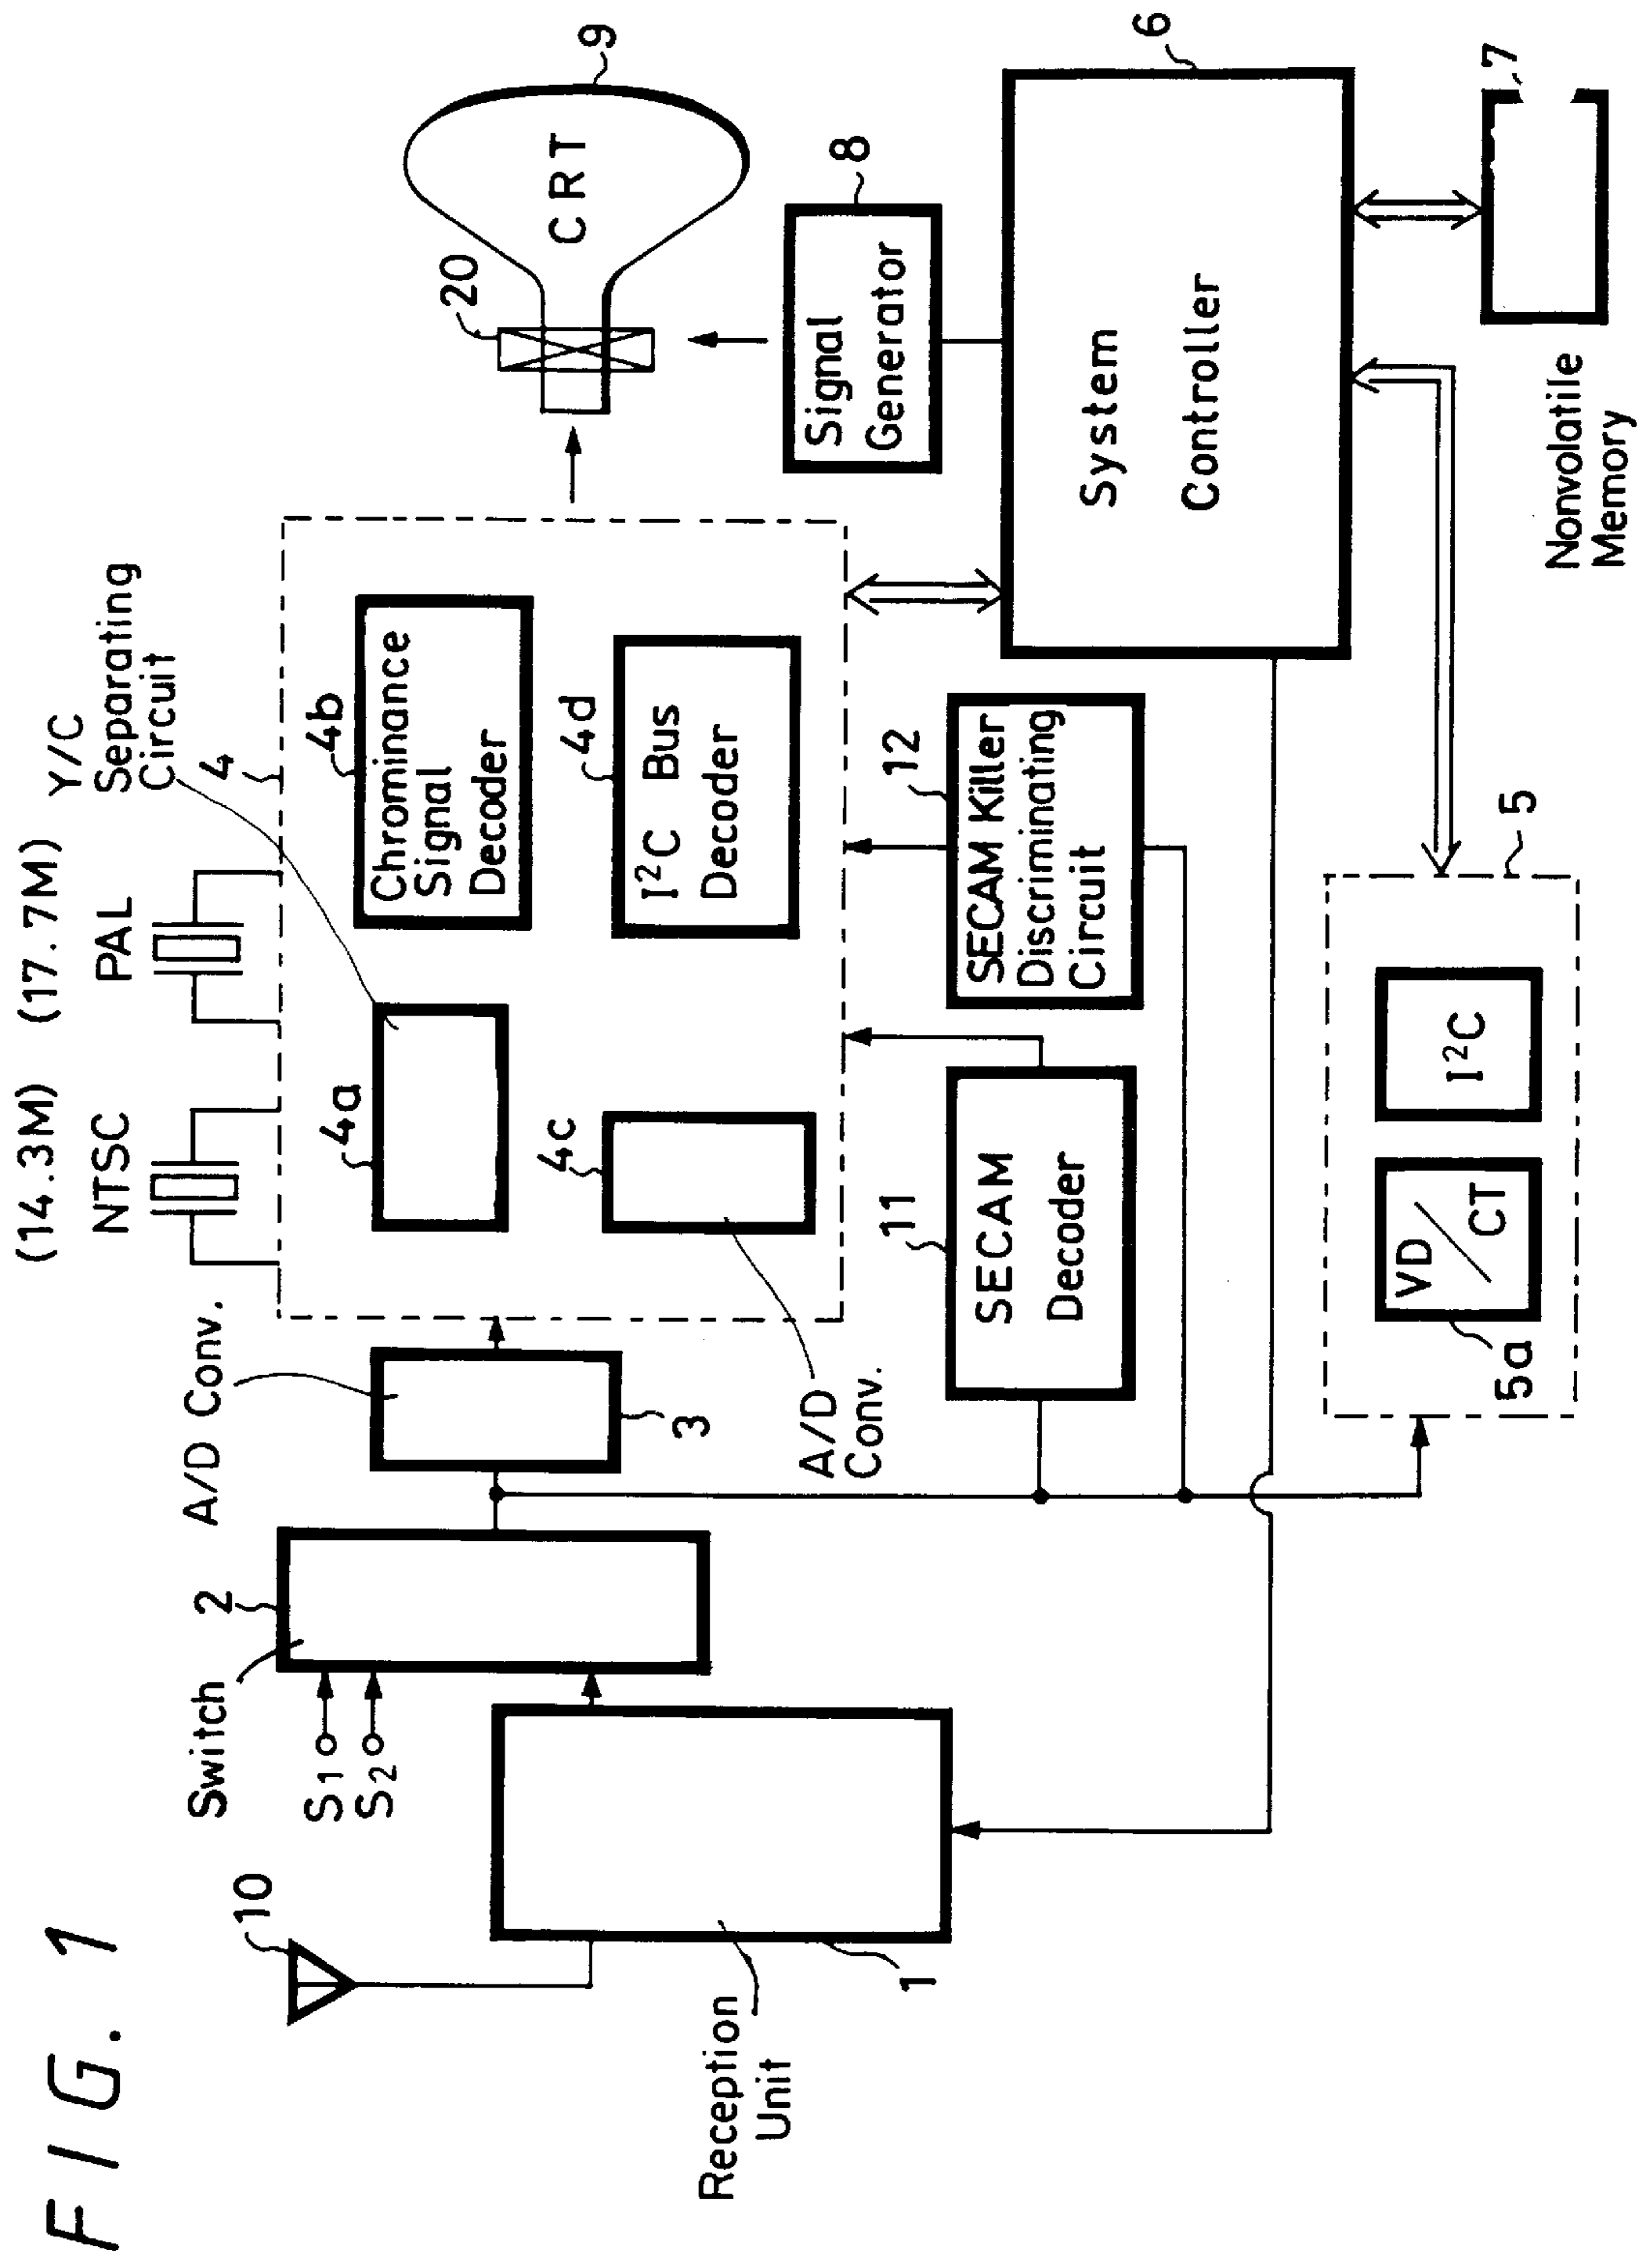 FIG. 1
(14.3M) (17.7M)
NTSC
PAL
Y/C
Separating
Circuit
4
A/D Conv.
Switch
2
S1
S2
10
Reception
Unit
1
3
4a
4b
Chrominance
Signal
Decoder
4c
A/D
Conv.
4d
I²C Bus
Decoder
20
CRT
9
Signal
Generator
8
11
SECAM
Decoder
12
SECAM Killer
Discriminating
Circuit
System
Controller
6
5
5a
VD/CT
I²C
Nonvolatile
Memory
7